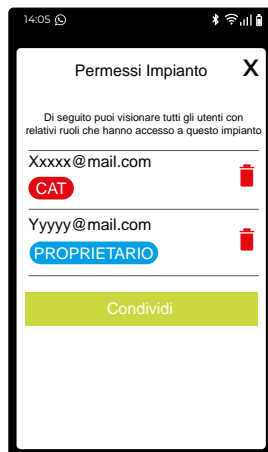 14:05
Permessi Impianto X
Di seguito puoi visionare tutti gli utenti con
relativi ruoli che hanno accesso a questo impianto
Xxxxx@mail.com
CAT
Yyyyy@mail.com
PROPRIETARIO
Condividi